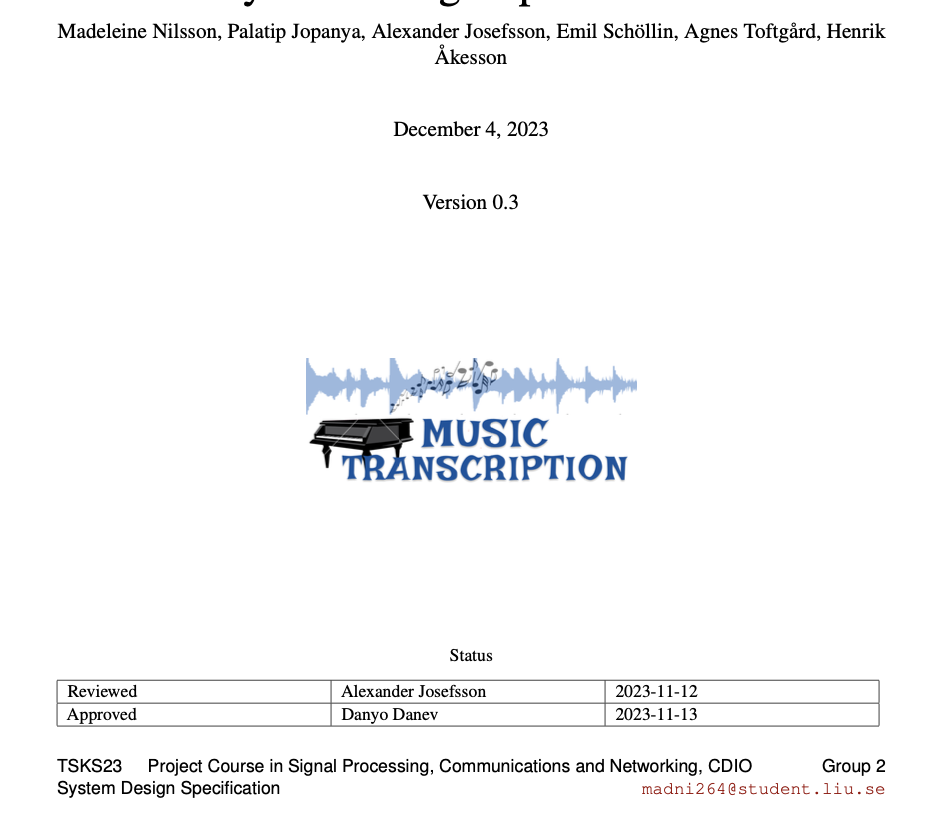 Madeleine Nilsson, Palatip Jopanya, Alexander Josefsson, Emil Schöllin, Agnes Toftgård, Henrik
Åkesson
December 4, 2023
Version 0.3
MUSIC
TRANSCRIPTION
Status
Reviewed Alexander Josefsson 2023-11-12
Approved Danyo Danev 2023-11-13
TSKS23 Project Course in Signal Processing, Communications and Networking, CDIO Group 2
System Design Specification madni264@student.liu.se